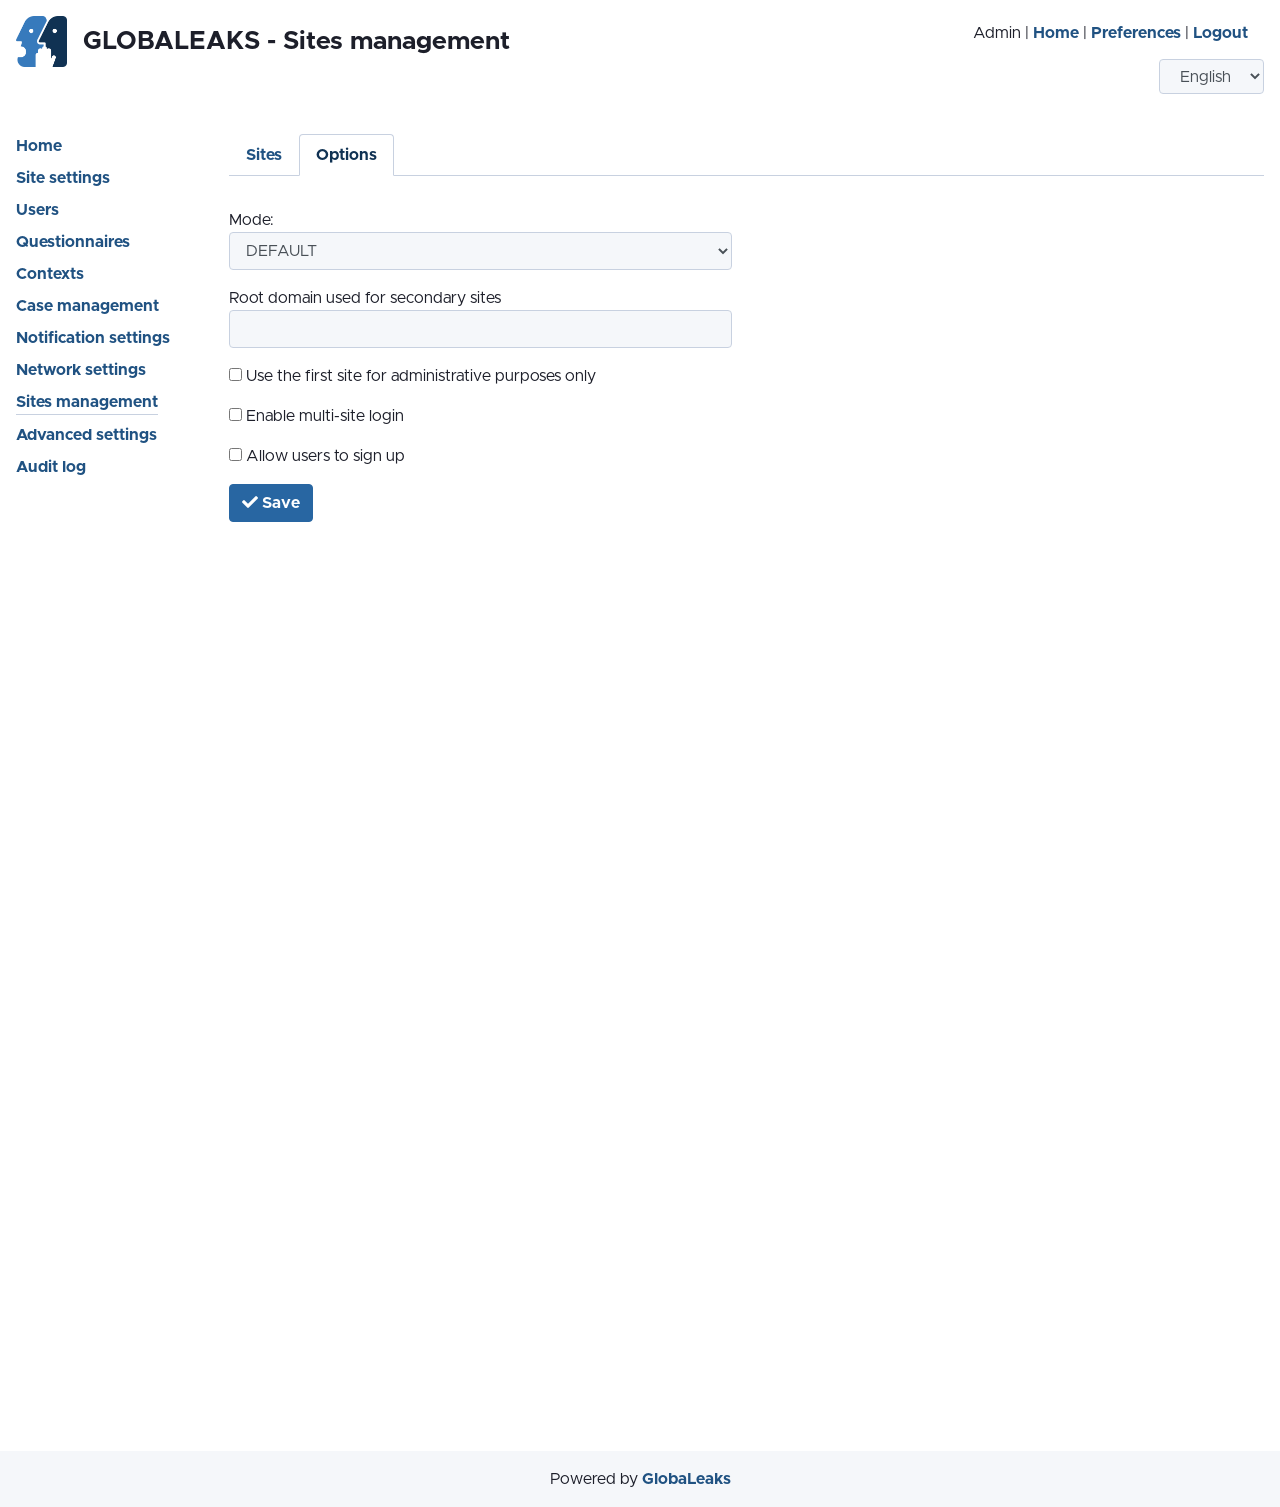 GLOBALEAKS - Sites management
Admin | Home | Preferences | Logout
English
Home
Site settings
Users
Questionnaires
Contexts
Case management
Notification settings
Network settings
Sites management
Advanced settings
Audit log
Sites
Options
Mode:
DEFAULT
Root domain used for secondary sites
Use the first site for administrative purposes only
Enable multi-site login
Allow users to sign up
Save
Powered by GlobaLeaks